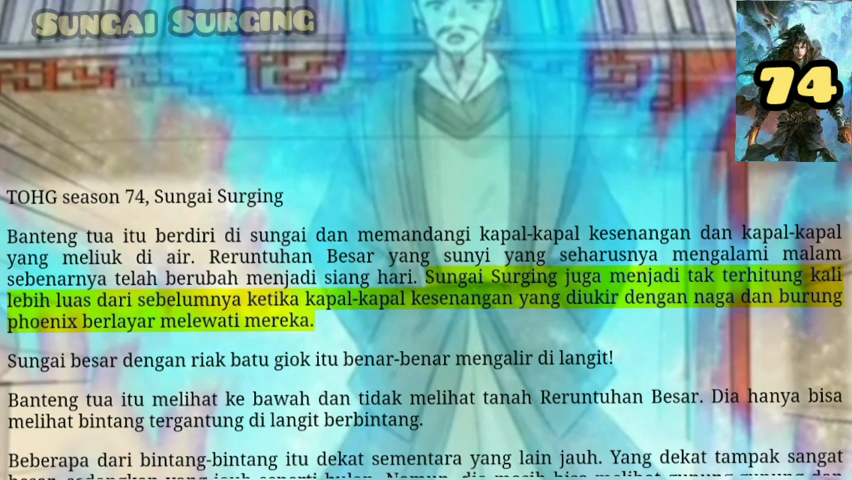 Sungai Surging
74
TOHG season 74, Sungai Surging
Banteng tua itu berdiri di sungai dan memandangi kapal-kapal kesenangan dan kapal-kapal
yang meliuk di air. Reruntuhan Besar yang sunyi yang seharusnya mengalami malam
sebenarnya telah berubah menjadi siang hari. Sungai Surging juga menjadi tak terhitung kali
lebih luas dari sebelumnya ketika kapal-kapal kesenangan yang diukir dengan naga dan burung
phoenix berlayar melewati mereka.
Sungai besar dengan riak batu giok itu benar-benar mengalir di langit!
Banteng tua itu melihat ke bawah dan tidak melihat tanah Reruntuhan Besar. Dia hanya bisa
melihat bintang tergantung di langit berbintang.
Beberapa dari bintang-bintang itu dekat sementara yang lain jauh. Yang dekat tampak sangat